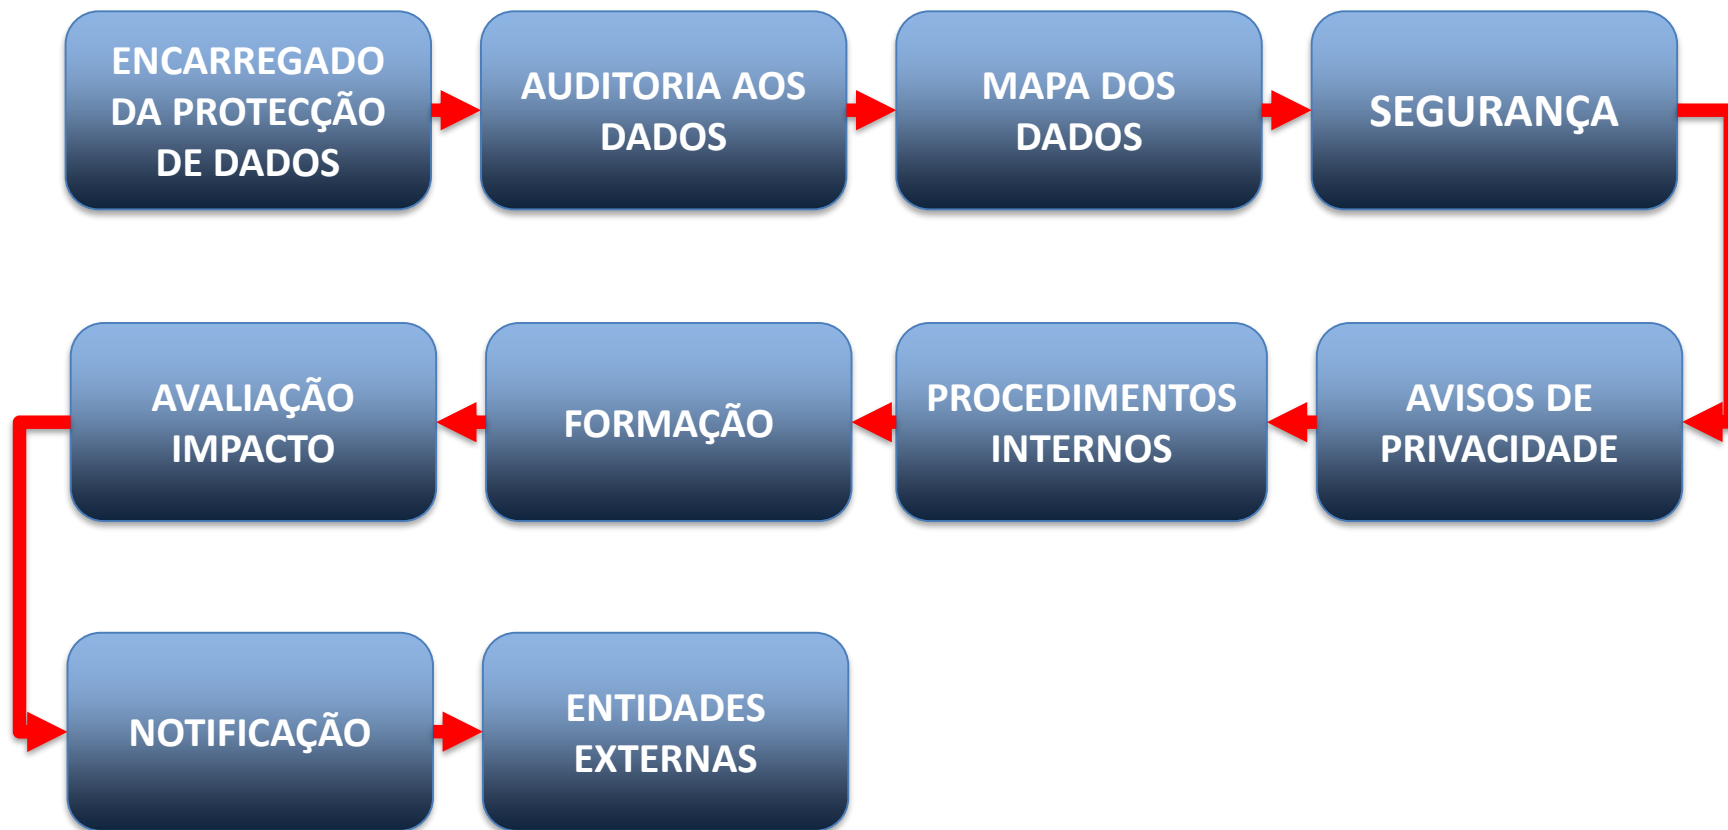 ENCARREGADO
DA PROTECÇÃO
DE DADOS
AUDITORIA AOS
DADOS
MAPA DOS
DADOS
SEGURANÇA
AVISOS DE
PRIVACIDADE
PROCEDIMENTOS
INTERNOS
FORMAÇÃO
AVALIAÇÃO
IMPACTO
NOTIFICAÇÃO
ENTIDADES
EXTERNAS